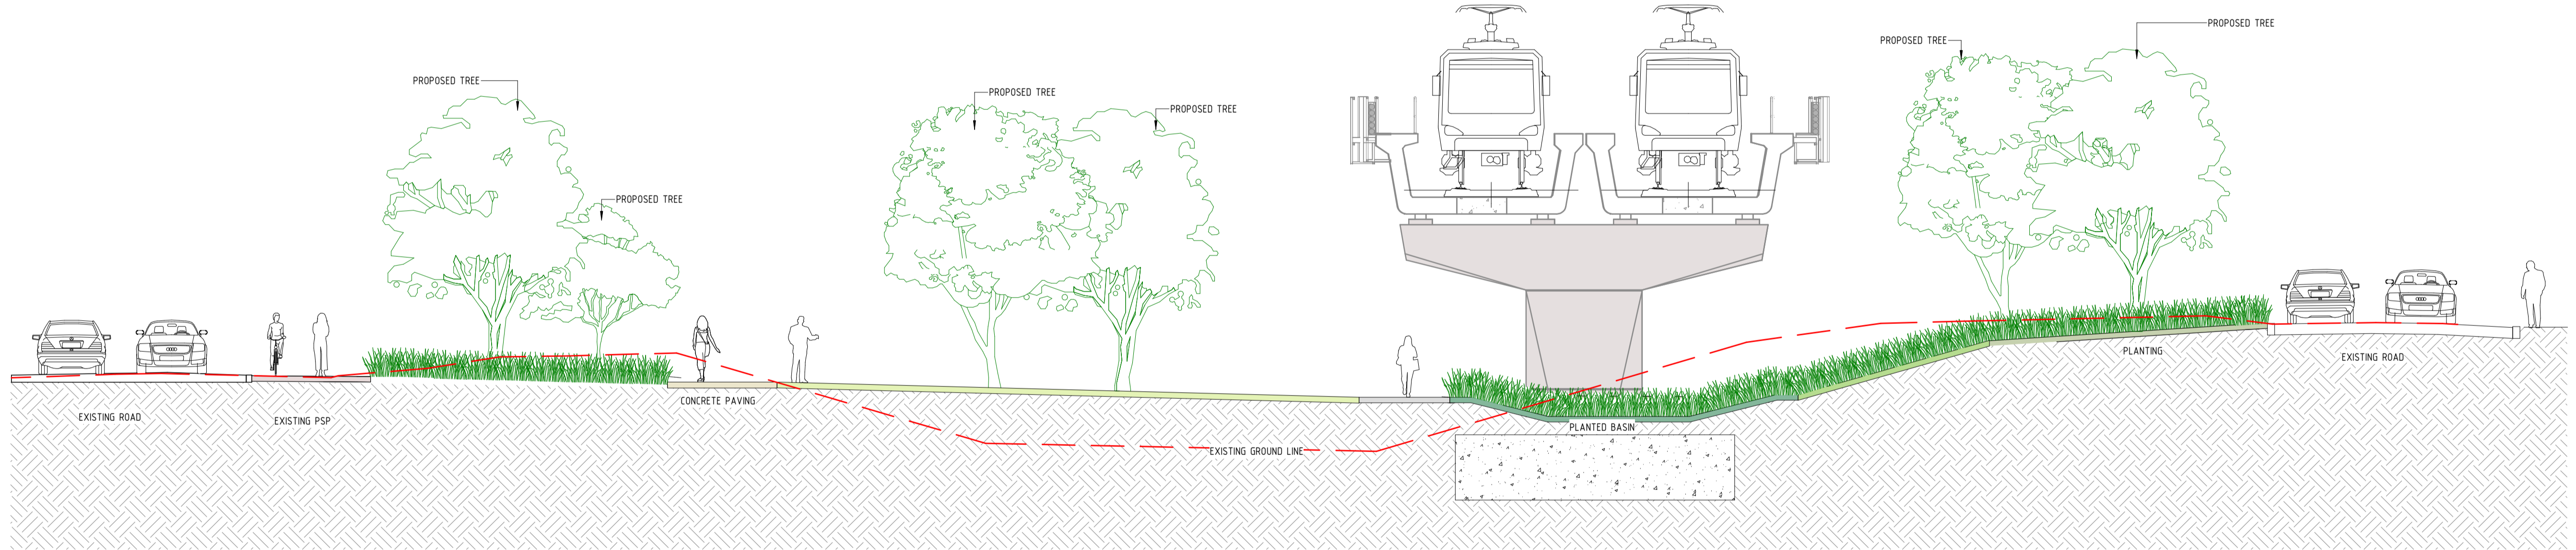 PROPOSED TREE
PROPOSED TREE
PROPOSED TREE
PROPOSED TREE
PROPOSED TREE
PROPOSED TREE
EXISTING ROAD
EXISTING PSP
CONCRETE PAVING
EXISTING GROUND LINE
PLANTED BASIN
PLANTING
EXISTING ROAD